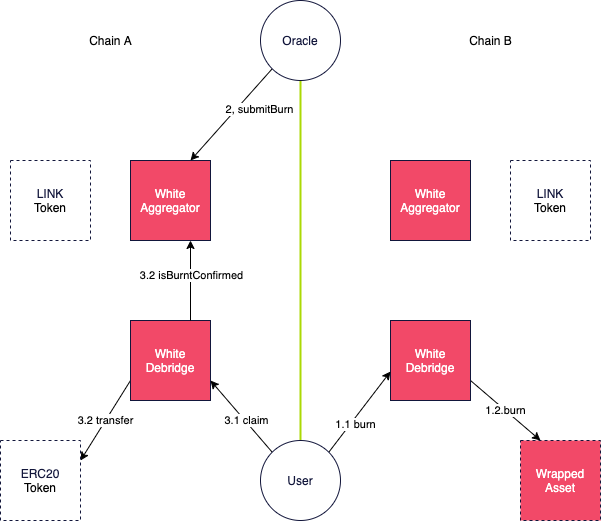 Chain A
Oracle
Chain B
2, submitBurn
LINK
Token
White
Aggregator
White
Aggregator
LINK
Token
3.2 isBurntConfirmed
White
Debridge
White
Debridge
3.2 transfer
3.1 claim
1.1 burn
1.2.burn
ERC20
Token
User
Wrapped
Asset